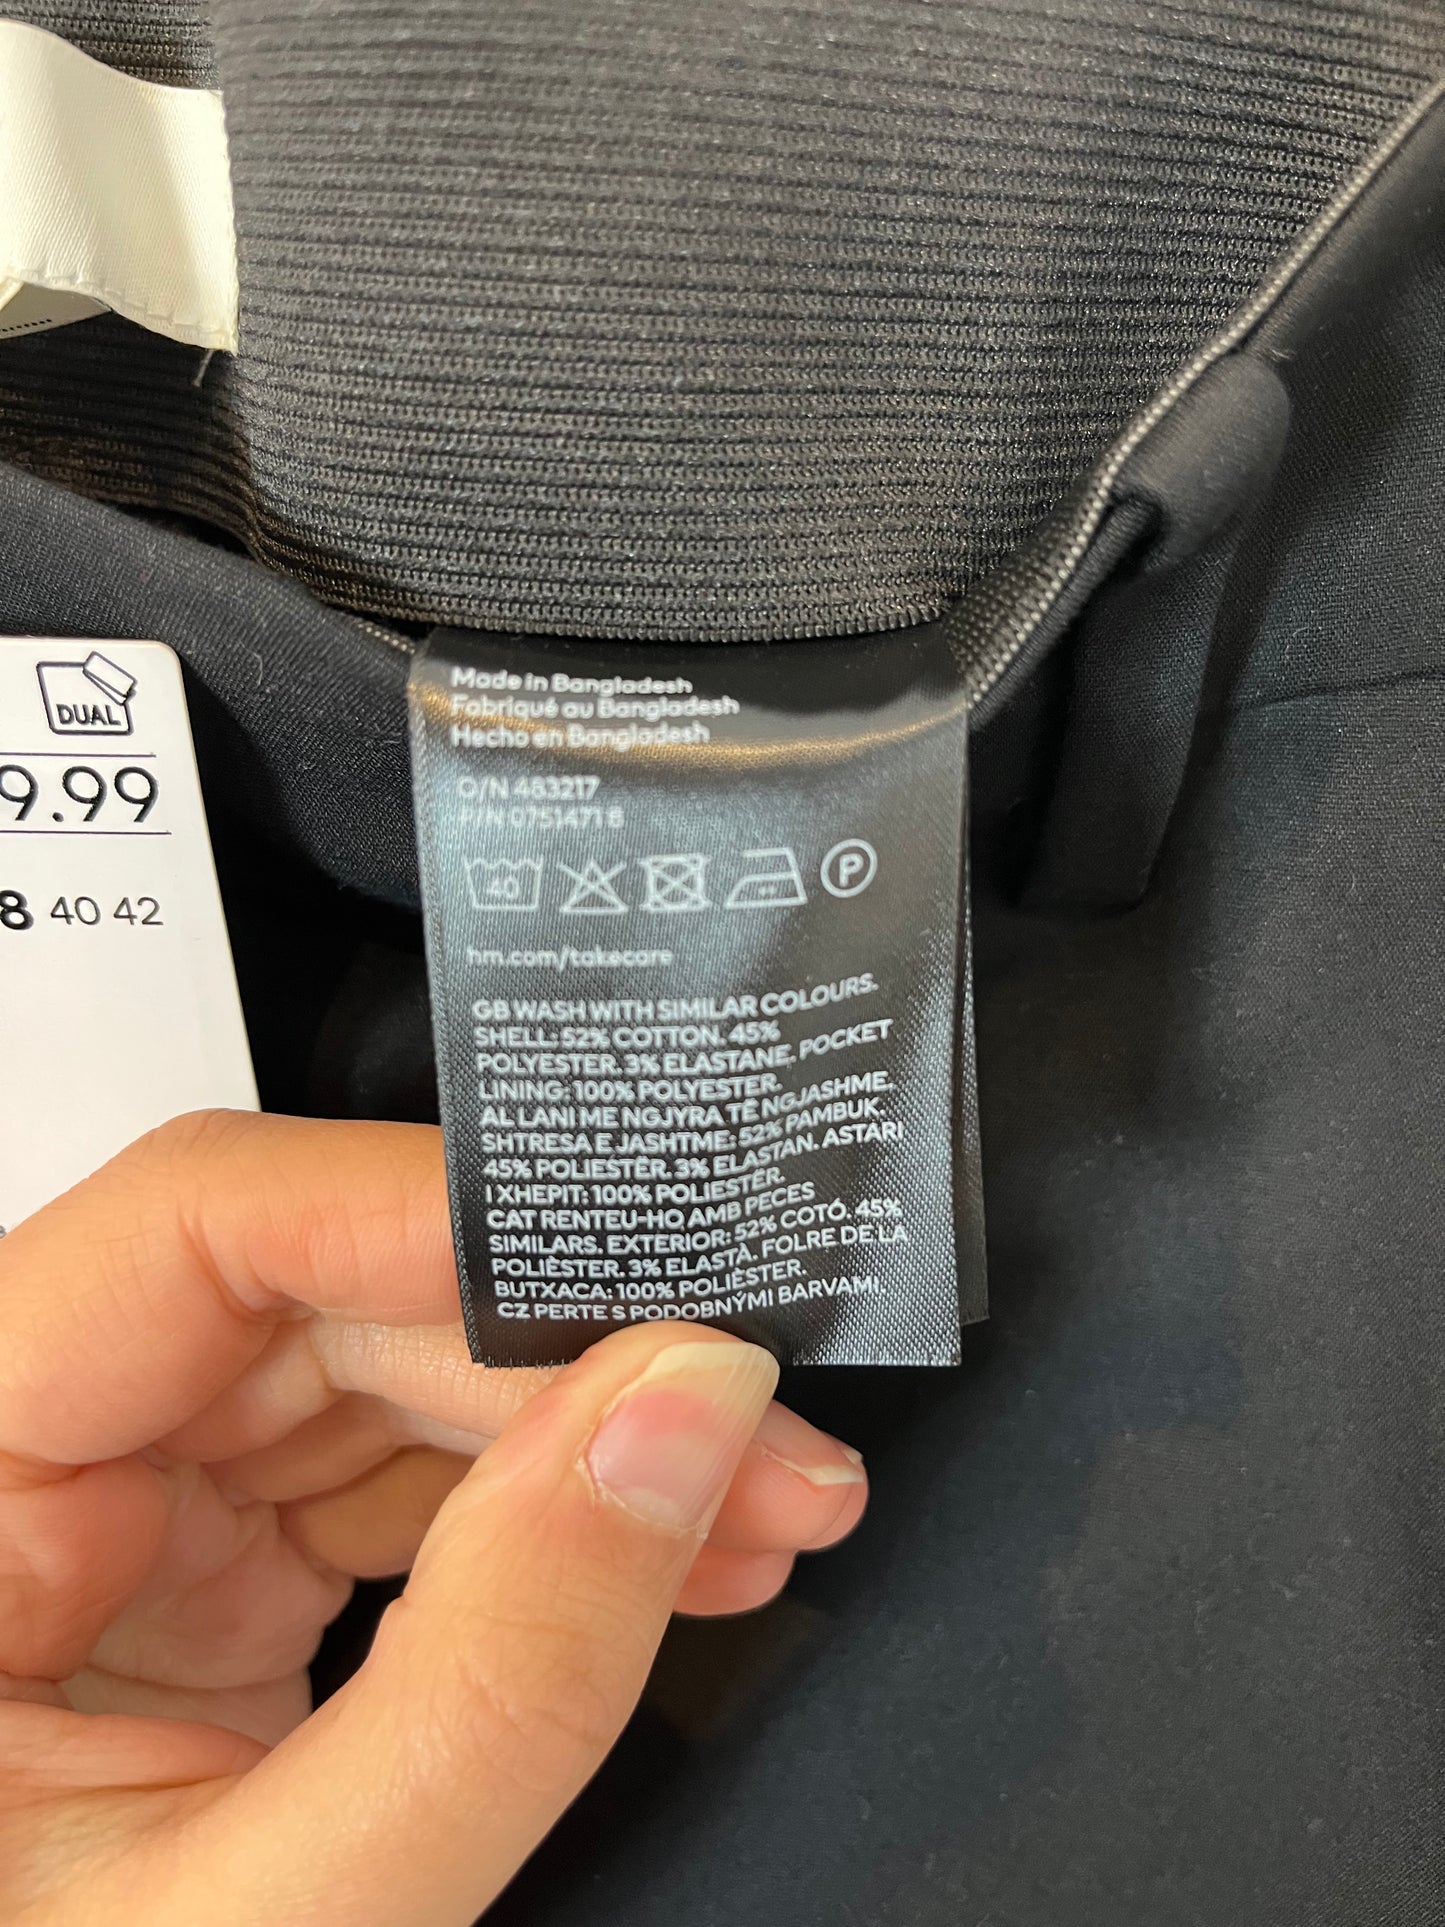 DUAL
9.99
8 40 42
Made in Bangladesh
Fabriqué au Bangladesh
Hecho en Bangladesh
O/N 483217
P/N 0751471 8
40
P
hm.com/takecare
GB WASH WITH SIMILAR COLOURS.
SHELL: 52% COTTON. 45%
POLYESTER. 3% ELASTANE. POCKET
LINING: 100% POLYESTER.
AL LANI ME NGJYRA TË NGJASHME.
SHTRESA E JASHTME: 52% PAMBUK.
45% POLIESTËR. 3% ELASTAN. ASTARI
I XHEPIT: 100% POLIESTËR.
CAT RENTEU-HO AMB PECES
SIMILARS. EXTERIOR: 52% COTÓ. 45%
POLIÈSTER. 3% ELASTÀ. FOLRE DE LA
BUTXACA: 100% POLIÈSTER.
CZ PERTE S PODOBNÝMI BARVAMI.